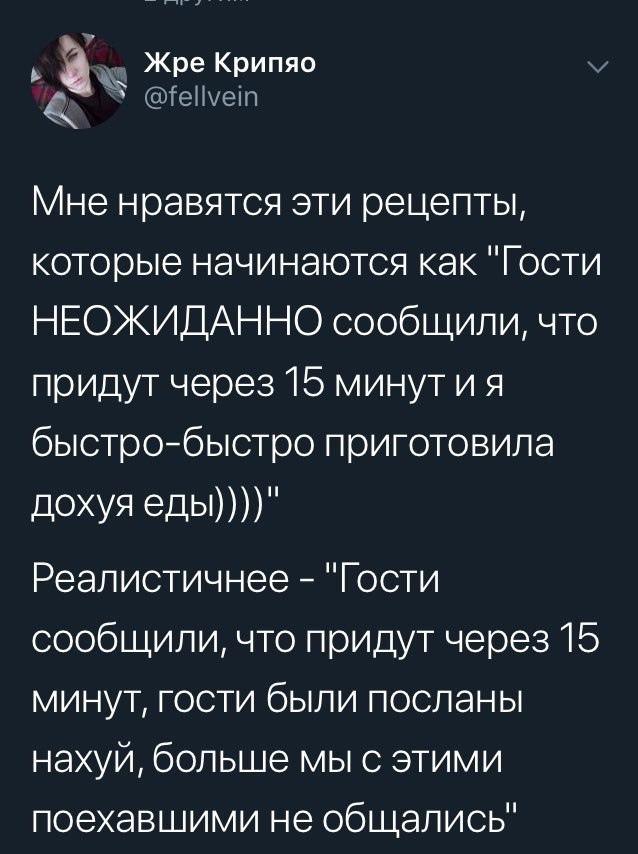 Жре Крипяо
@fellvein
Мне нравятся эти рецепты,
которые начинаются как "Гости
НЕОЖИДАННО сообщили, что
придут через 15 минут и я
быстро-быстро приготовила
дохуя еды))))"
Реалистичнее - "Гости
сообщили, что придут через 15
минут, гости были посланы
нахуй, больше мы с этими
поехавшими не общались"